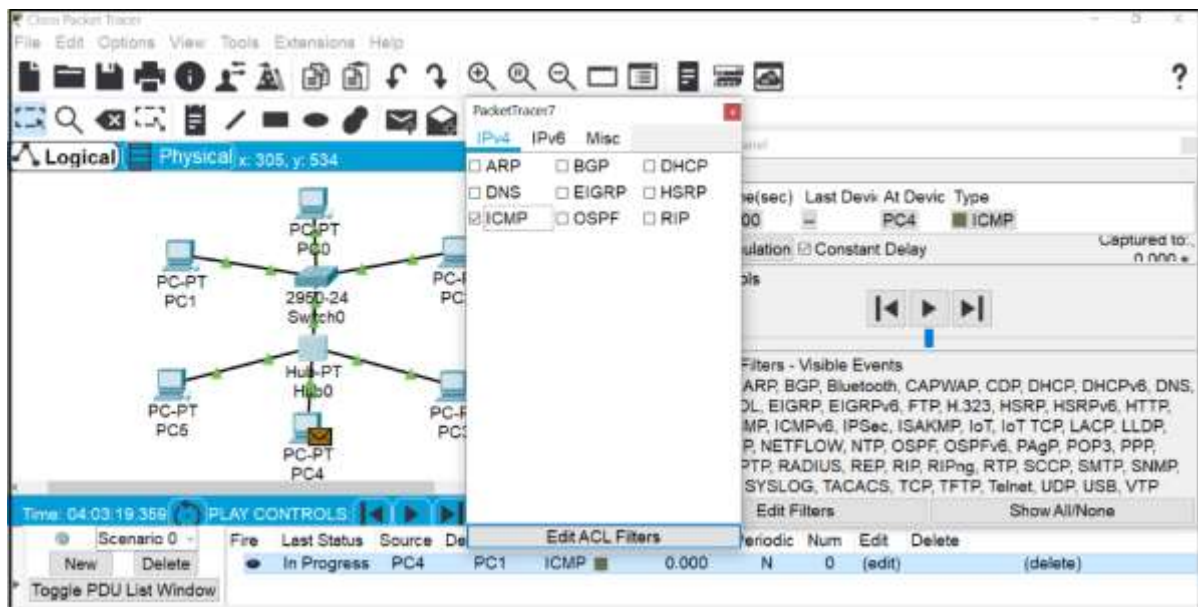 Cisco Packet Tracer
File Edit Options View Tools Extensions Help
?
PacketTracer7
IPv4 IPv6 Misc
Logical Physical x: 305, y: 534
ARP BGP DHCP
DNS EIGRP HSRP
ICMP OSPF RIP
Last Devic At Devic Type
PC4 ICMP
Constant Delay
Captured to:
0.000 s
PC-PT
PC0
PC-PT
PC1
2950-24
Switch0
Hub-PT
Hub0
PC-PT
PC5
PC-PT
PC4
Filters - Visible Events
ARP, BGP, Bluetooth, CAPWAP, CDP, DHCP, DHCPv6, DNS,
EIGRP, EIGRPv6, FTP, H.323, HSRP, HSRPv6, HTTP,
ICMPv6, IPSec, ISAKMP, IoT, IoT TCP, LACP, LLDP,
NETFLOW, NTP, OSPF, OSPFv6, PAgP, POP3, PPP,
RADIUS, REP, RIP, RIPng, RTP, SCCP, SMTP, SNMP,
SYSLOG, TACACS, TCP, TFTP, Telnet, UDP, USB, VTP
Edit Filters Show All/None
Time: 04:03:19.359 PLAY CONTROLS:
Edit ACL Filters
Scenario 0
New Delete
Toggle PDU List Window
Fire Last Status Source De Periodic Num Edit Delete
In Progress PC4 PC1 ICMP 0.000 N 0 (edit) (delete)